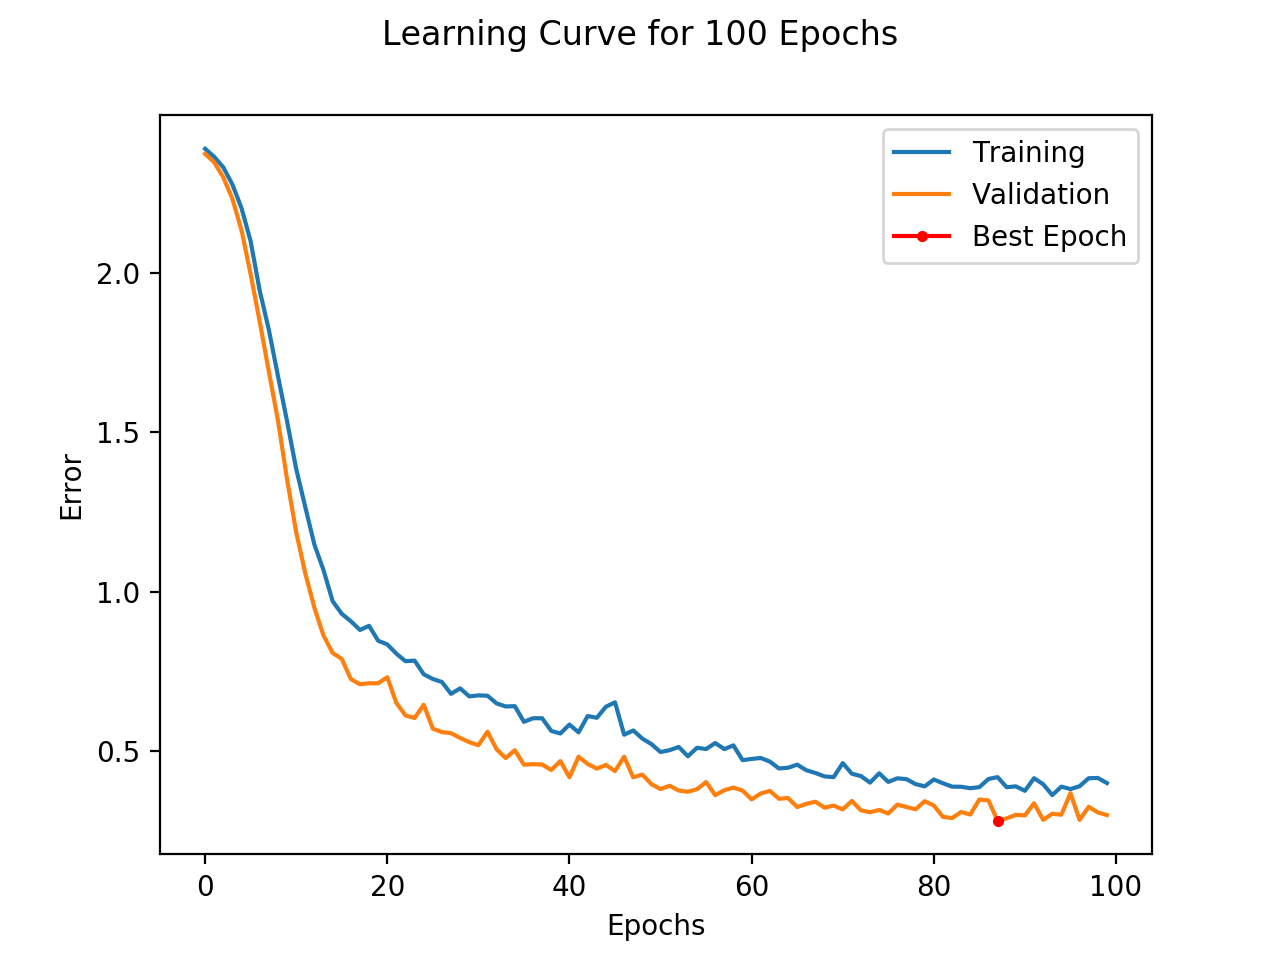 Learning Curve for 100 Epochs
Training
Validation
Best Epoch
2.0
1.5
1.0
0.5
Error
0 20 40 60 80 100
Epochs